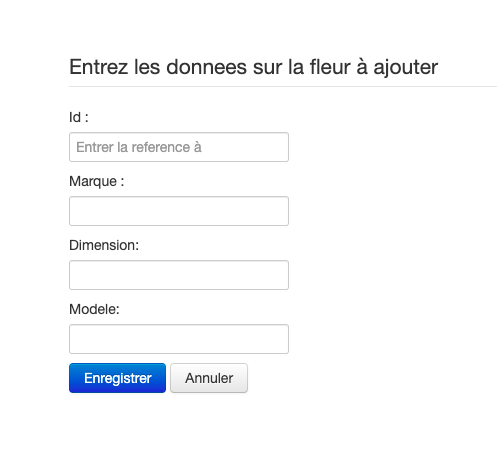 Entrez les donnees sur la fleur à ajouter
Id :
Entrer la reference à
Marque :
Dimension:
Modele:
Enregistrer Annuler